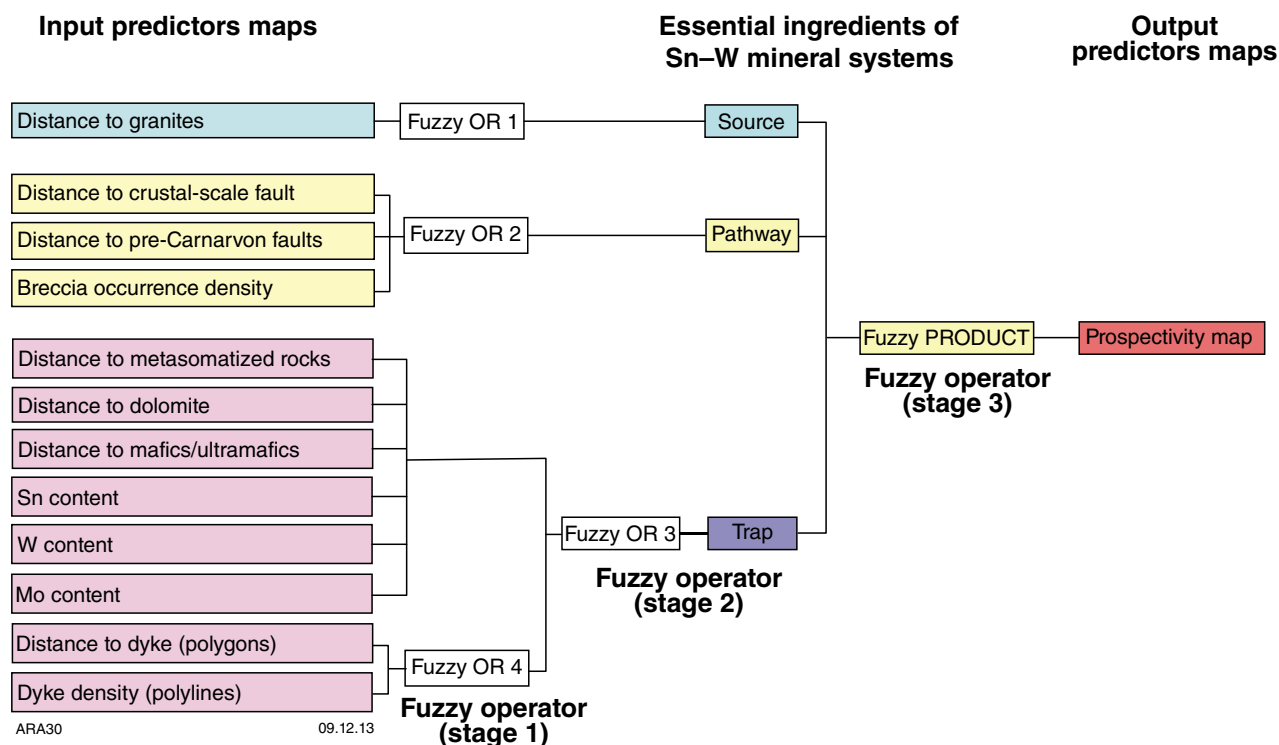 Input predictors maps
Essential ingredients of
Sn–W mineral systems
Output
predictors maps
Distance to granites
Fuzzy OR 1
Source
Distance to crustal-scale fault
Distance to pre-Carnarvon faults
Breccia occurrence density
Fuzzy OR 2
Pathway
Distance to metasomatized rocks
Distance to dolomite
Distance to mafics/ultramafics
Sn content
W content
Mo content
Distance to dyke (polygons)
Dyke density (polylines)
Fuzzy OR 4
Fuzzy operator
(stage 1)
Fuzzy OR 3
Trap
Fuzzy operator
(stage 2)
Fuzzy PRODUCT
Prospectivity map
Fuzzy operator
(stage 3)
ARA30
09.12.13